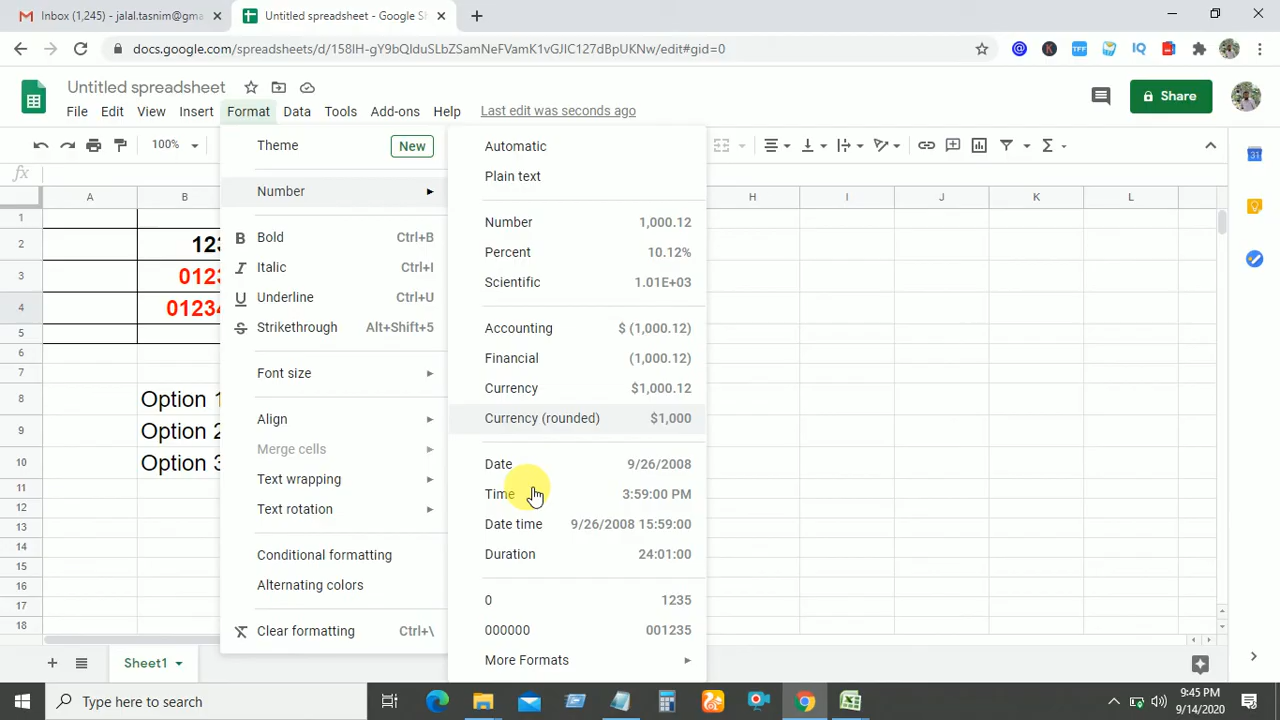 Inbox (1,245) - jalal.tasnim@gma
Untitled spreadsheet - Google S
docs.google.com/spreadsheets/d/158IH-gY9bQlduSLbZSamNeFVamK1vGJIC127dBpUKNw/edit#gid=0
TFF
IQ
Untitled spreadsheet
File Edit View Insert Format Data Tools Add-ons Help Last edit was seconds ago
Share
100%
31
fx
A B H I J K L
1
2 123
3 0123
4 01234
5
6
7
8 Option 1
9 Option 2
10 Option 3
11
12
13
14
15
16
17
18
Theme New
Number
B Bold Ctrl+B
I Italic Ctrl+I
U Underline Ctrl+U
S Strikethrough Alt+Shift+5
Font size
Align
Merge cells
Text wrapping
Text rotation
Conditional formatting
Alternating colors
Clear formatting Ctrl+\
Automatic
Plain text
Number 1,000.12
Percent 10.12%
Scientific 1.01E+03
Accounting $ (1,000.12)
Financial (1,000.12)
Currency $1,000.12
Currency (rounded) $1,000
Date 9/26/2008
Time 3:59:00 PM
Date time 9/26/2008 15:59:00
Duration 24:01:00
0 1235
000000 001235
More Formats
Sheet1
Type here to search
9:45 PM
9/14/2020